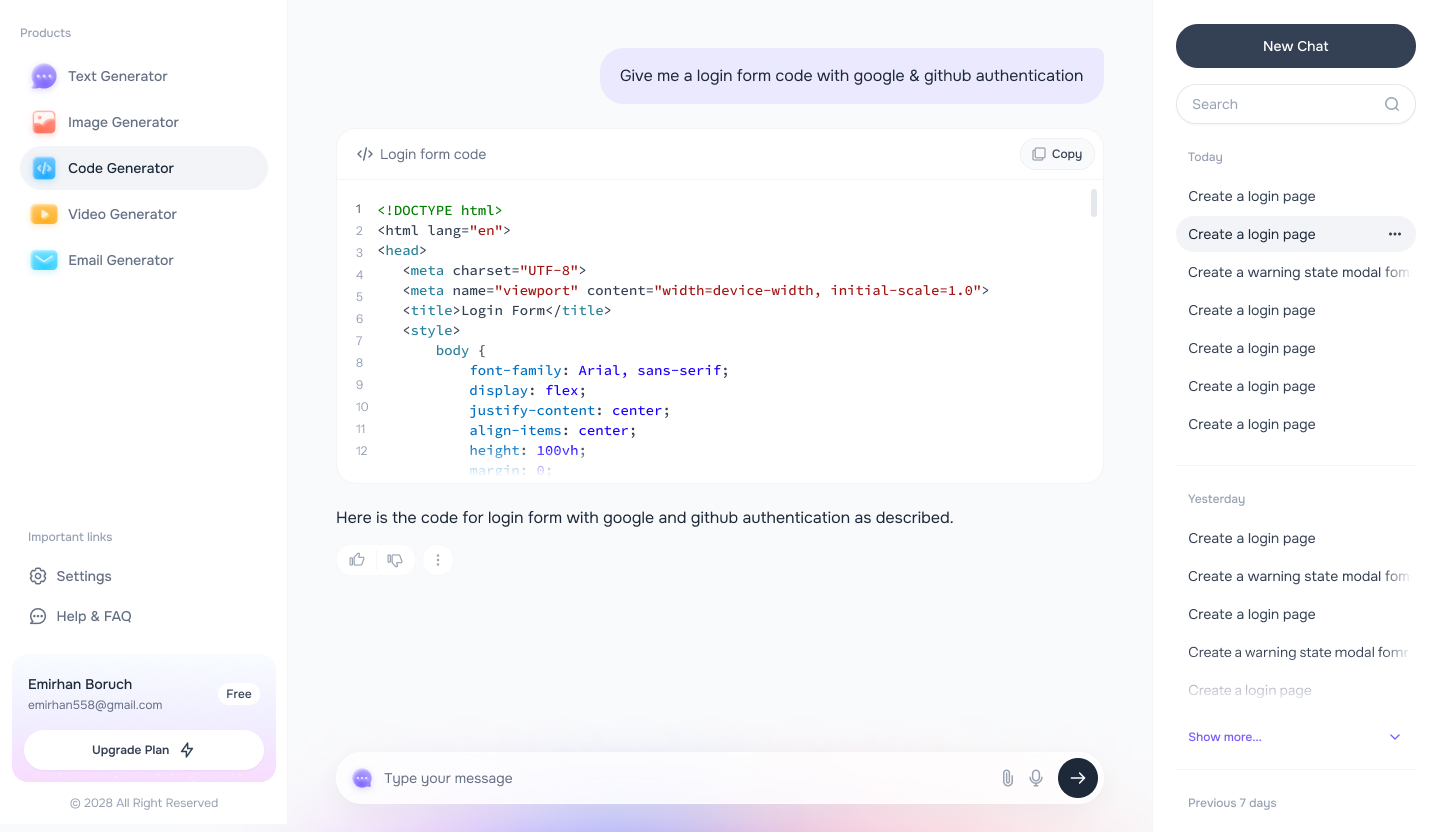 Products
Text Generator
Image Generator
Code Generator
Video Generator
Email Generator
Important links
Settings
Help & FAQ
Emirhan Boruch
emirhan558@gmail.com
Free
Upgrade Plan
© 2028 All Right Reserved
Give me a login form code with google & github authentication
Login form code
Copy
1 <!DOCTYPE html>
2 <html lang="en">
3 <head>
4 <meta charset="UTF-8">
5 <meta name="viewport" content="width=device-width, initial-scale=1.0">
6 <title>Login Form</title>
7 <style>
8 body {
9 font-family: Arial, sans-serif;
10 display: flex;
11 justify-content: center;
12 align-items: center;
height: 100vh;
margin: 0;
Here is the code for login form with google and github authentication as described.
Type your message
New Chat
Search
Today
Create a login page
Create a login page
Create a warning state modal fom
Create a login page
Create a login page
Create a login page
Create a login page
Yesterday
Create a login page
Create a warning state modal fom
Create a login page
Create a warning state modal fom
Create a login page
Show more...
Previous 7 days